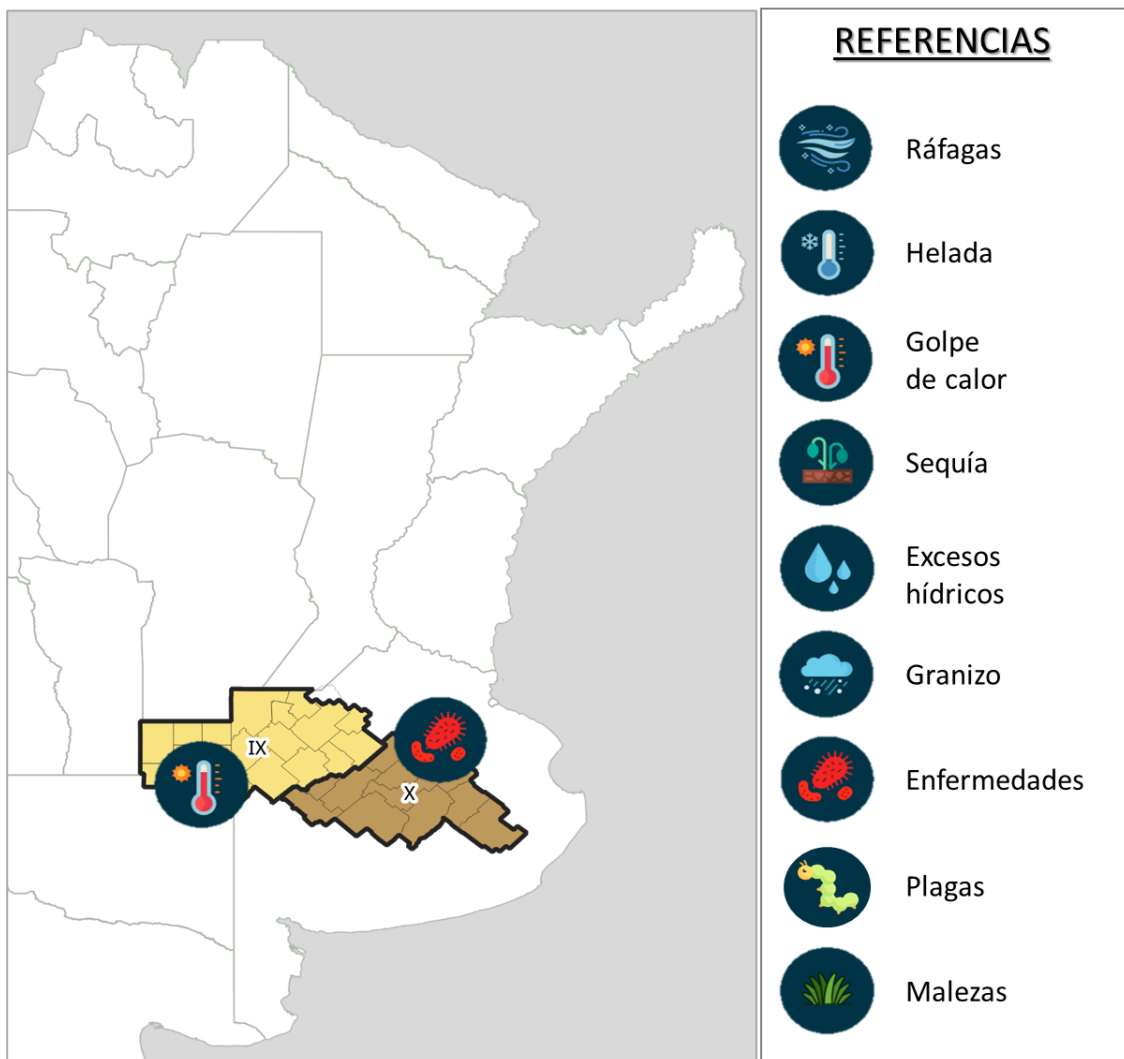 REFERENCIAS
Ráfagas
Helada
Golpe
de calor
Sequía
Excesos
hídricos
Granizo
Enfermedades
Plagas
Malezas
IX
X